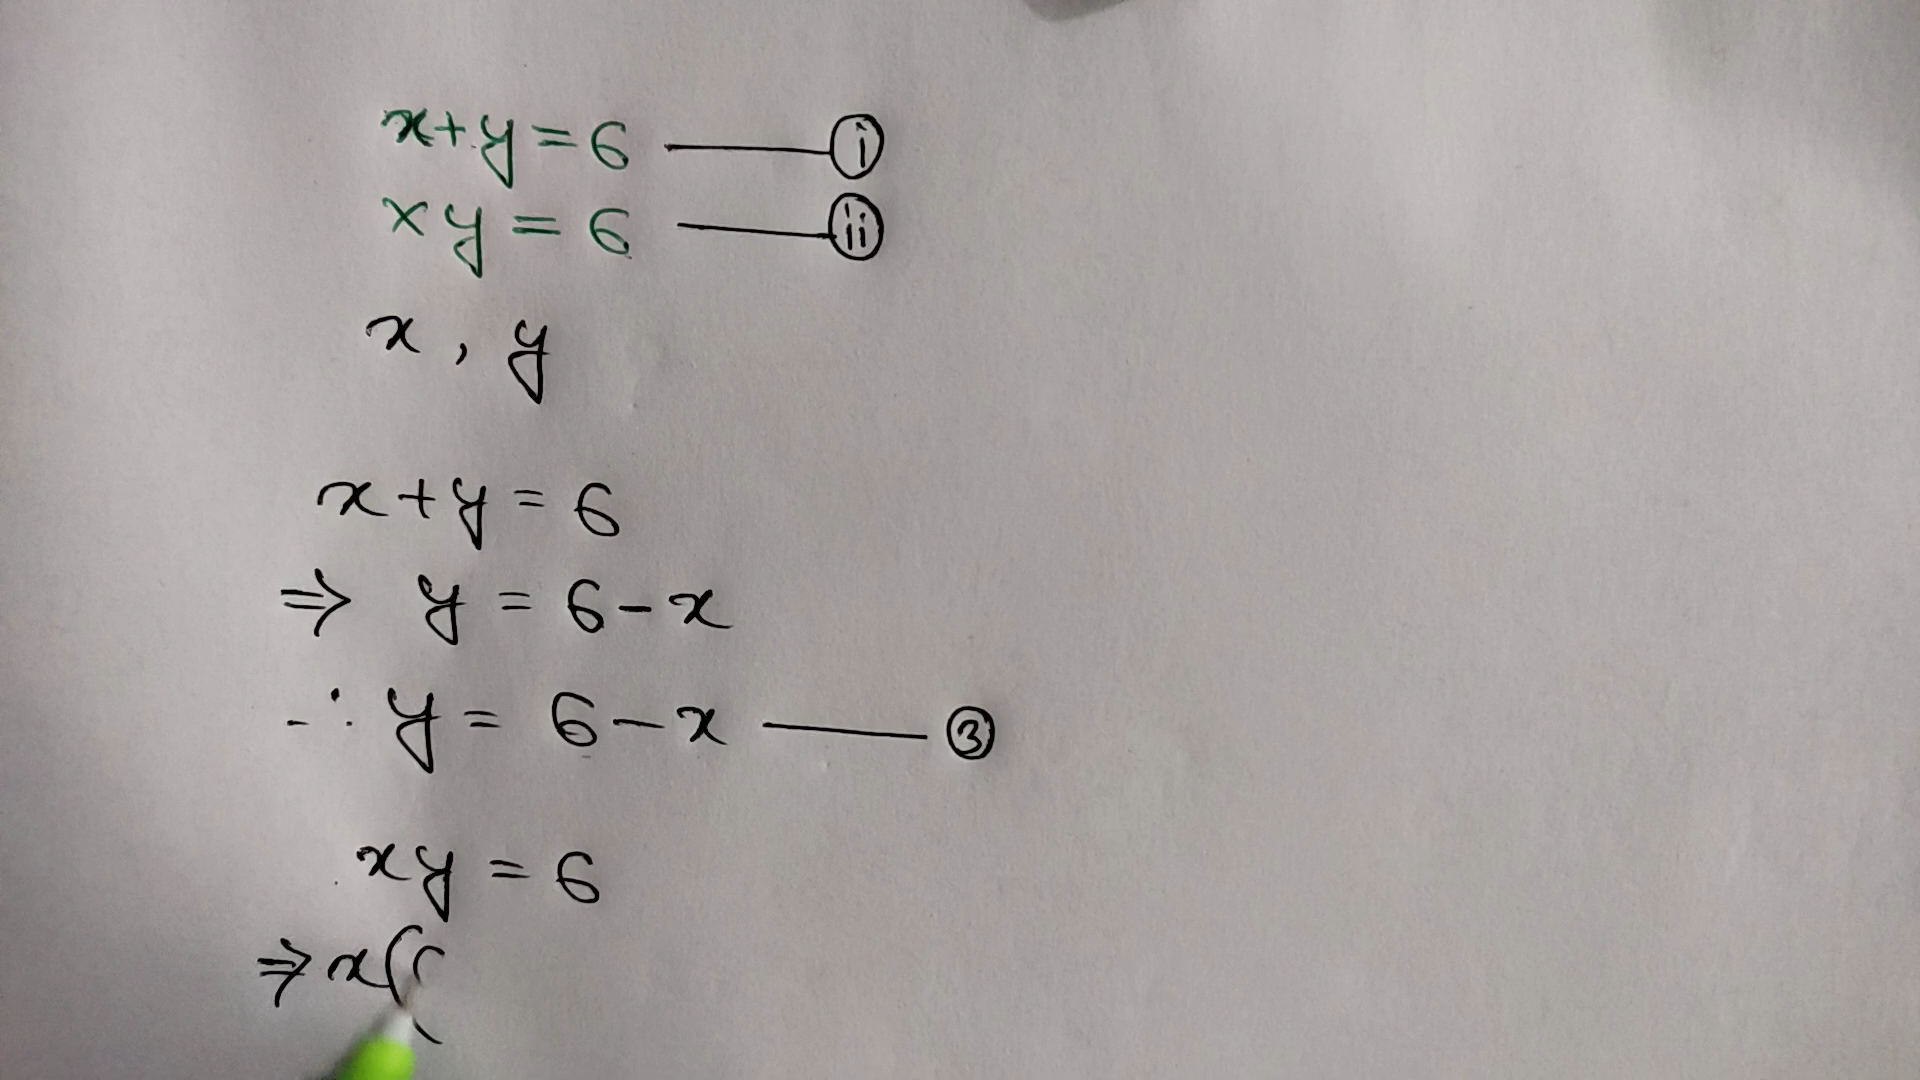 x+y=6 —— (i)
xy=6 —— (ii)
x, y
x+y=6
⇒ y=6-x
∴ y=6-x —— (3)
xy=6
⇒ x(